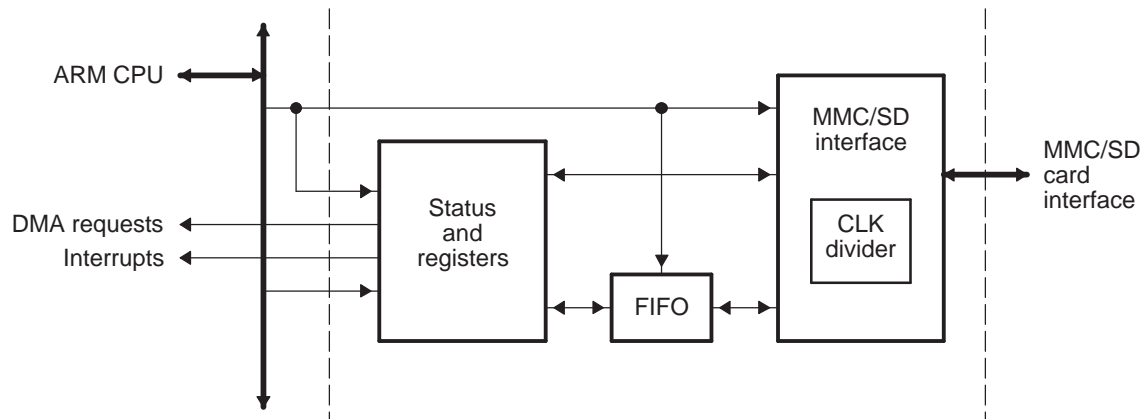 ARM CPU
DMA requests
Interrupts
Status
and
registers
FIFO
MMC/SD
interface
CLK
divider
MMC/SD
card
interface